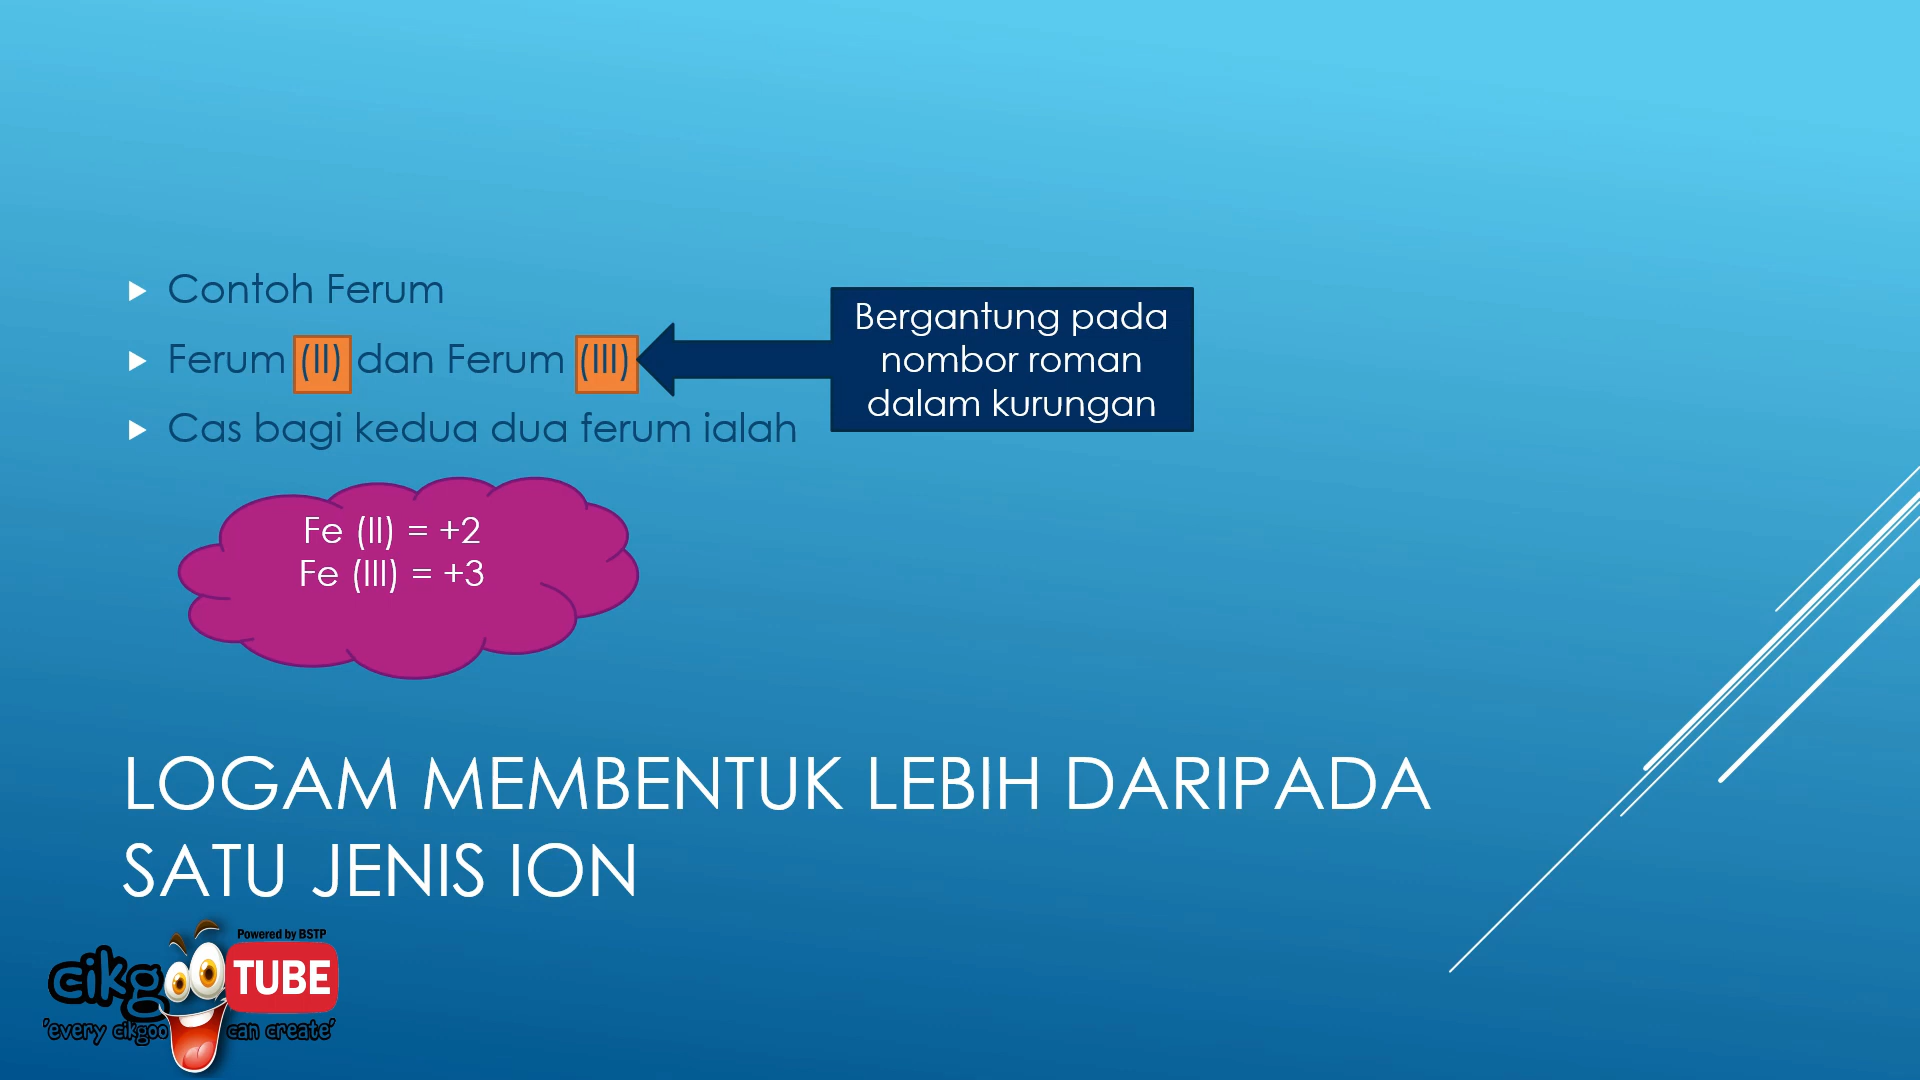 Contoh Ferum
Ferum (II) dan Ferum (III)
Bergantung pada
nombor roman
dalam kurungan
Cas bagi kedua dua ferum ialah
Fe (II) = +2
Fe (III) = +3
LOGAM MEMBENTUK LEBIH DARIPADA
SATU JENIS ION
Powered by BSTP
cikgoo TUBE
'every cikgoo can create'